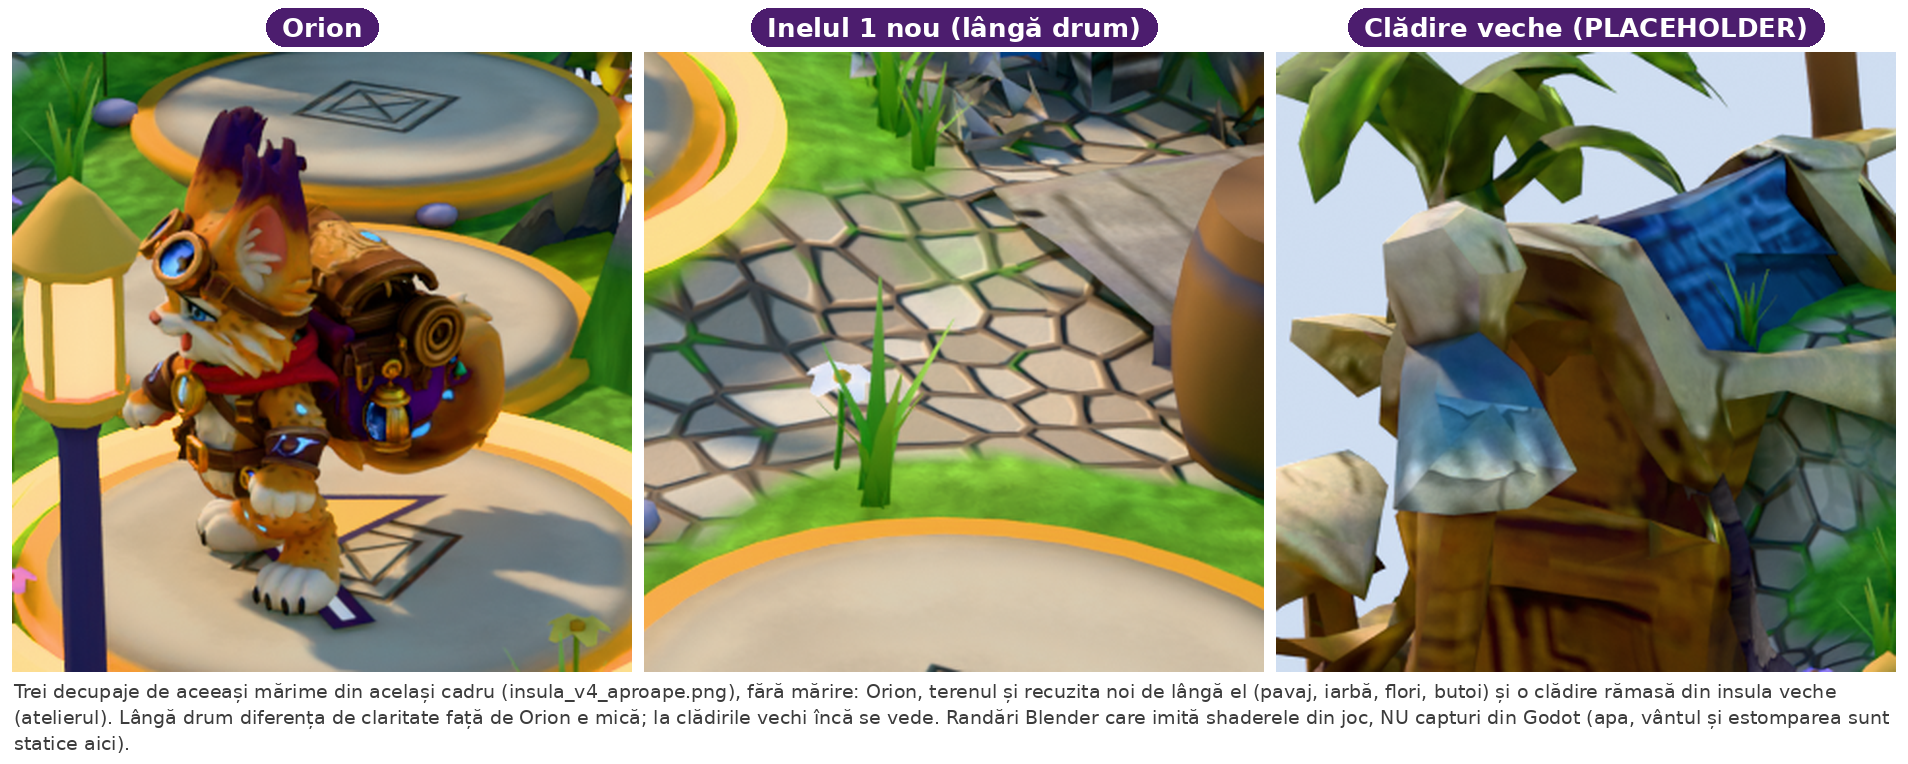 Orion
Inelul 1 nou (lângă drum)
Clădire veche (PLACEHOLDER)
Trei decupaje de aceeași mărime din același cadru (insula_v4_aproape.png), fără mărire: Orion, terenul și recuzita noi de lângă el (pavaj, iarbă, flori, butoi) și o clădire rămasă din insula veche
(atelierul). Lângă drum diferența de claritate față de Orion e mică; la clădirile vechi încă se vede. Randări Blender care imită shaderele din joc, NU capturi din Godot (apa, vântul și estomparea sunt
statice aici).